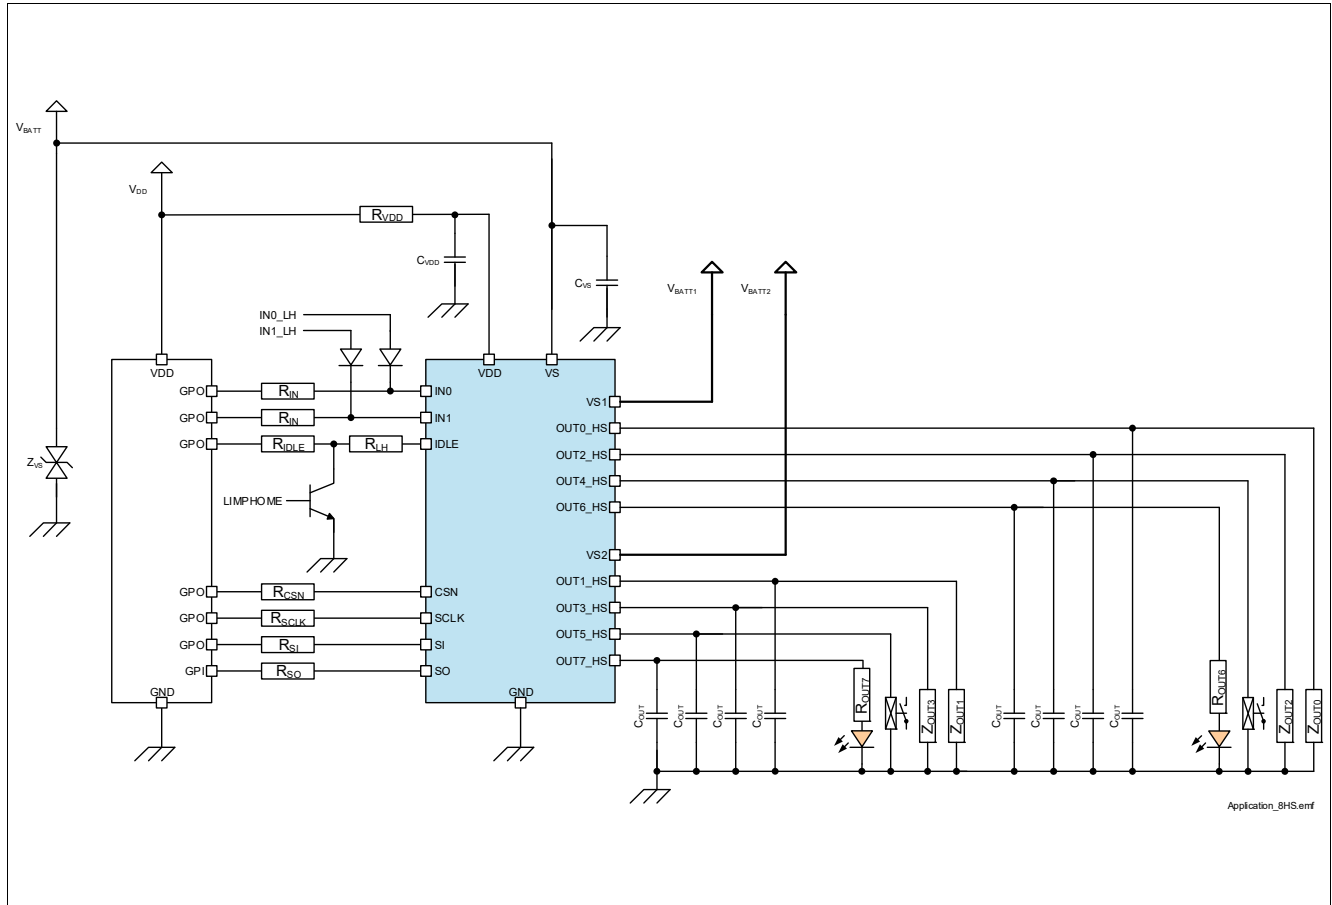 VBATT
VDD
RVDD
CVDD
CVS
VBATT1
VBATT2
IN0_LH
IN1_LH
VDD
VDD
VS
GPO
RIN
IN0
VS1
GPO
RIN
IN1
OUT0_HS
GPO
RIDLE
RLH
IDLE
OUT2_HS
ZVS
OUT4_HS
LIMPHOME
OUT6_HS
VS2
GPO
RCSN
CSN
OUT1_HS
GPO
RSCLK
SCLK
OUT3_HS
GPO
RSI
SI
OUT5_HS
GPI
RSO
SO
OUT7_HS
GND
GND
COUT
COUT
COUT
COUT
ROUT7
ZOUT3
ZOUT1
COUT
COUT
COUT
COUT
ROUT6
ZOUT2
ZOUT0
Application_8HS.emf